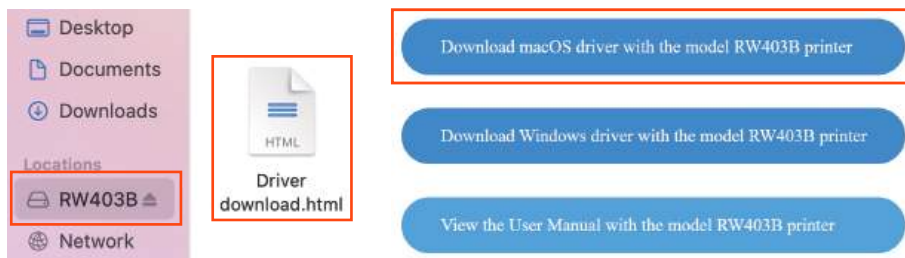 Desktop
Documents
Downloads
Locations
RW403B
Network
HTML
Driver
download.html
Download macOS driver with the model RW403B printer
Download Windows driver with the model RW403B printer
View the User Manual with the model RW403B printer